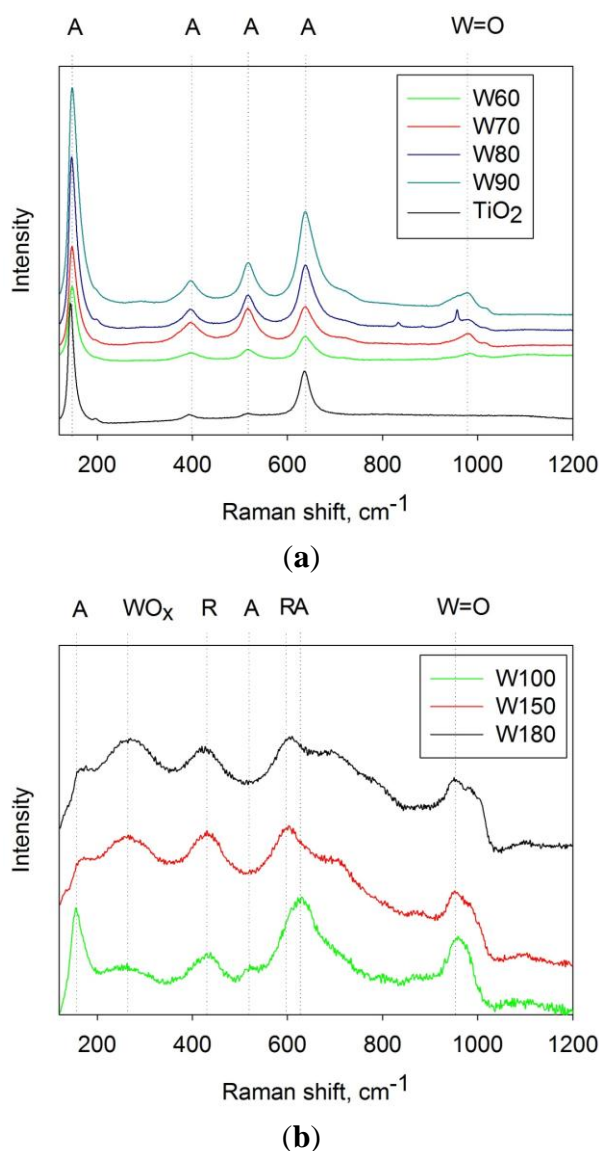 A A A A W=O
W60
W70
W80
W90
TiO2
Intensity
200 400 600 800 1000 1200
Raman shift, cm-1
(a)
A WOx R A RA W=O
W100
W150
W180
Intensity
200 400 600 800 1000 1200
Raman shift, cm-1
(b)